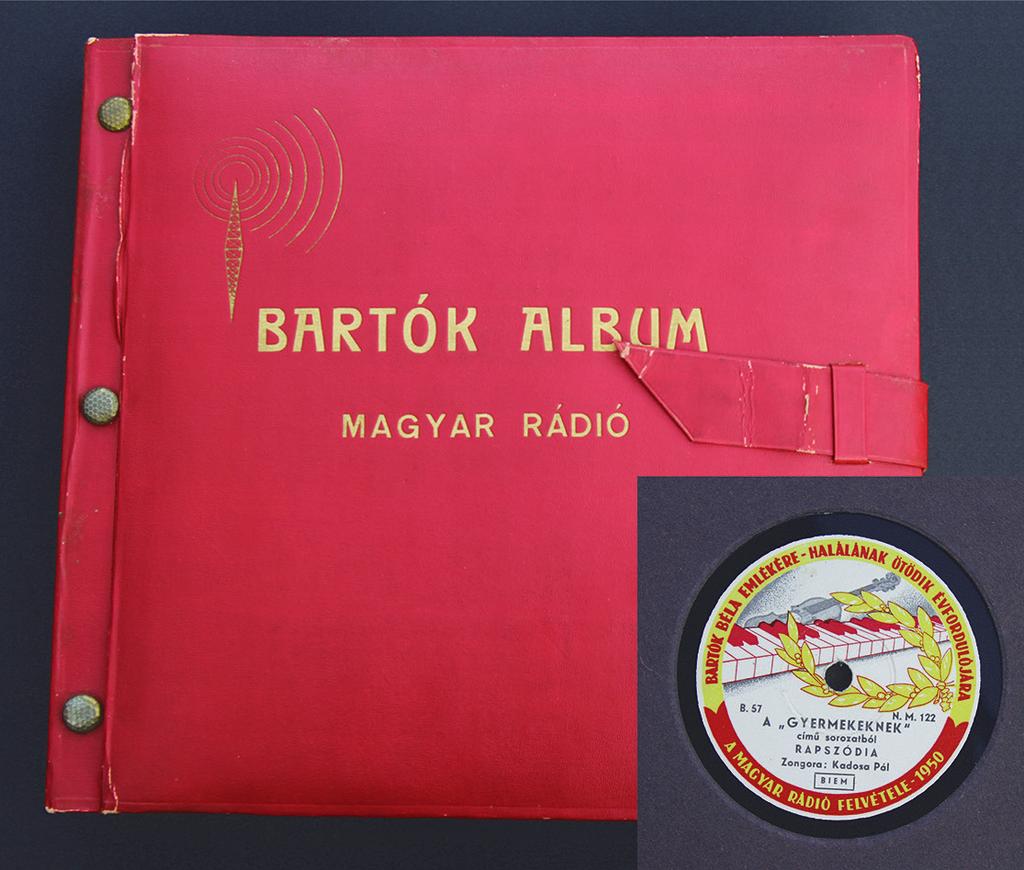 BARTÓK ALBUM
MAGYAR RÁDIÓ
BARTÓK BÉLA EMLÉKÉRE - HALÁLÁNAK ÖTÖDIK ÉVFORDULÓJÁRA
B. 57
N. M. 122
A „GYERMEKEKNEK"
című sorozatból
RAPSZÓDIA
Zongora: Kadosa Pál
BIEM
A MAGYAR RÁDIÓ FELVÉTELE - 1950